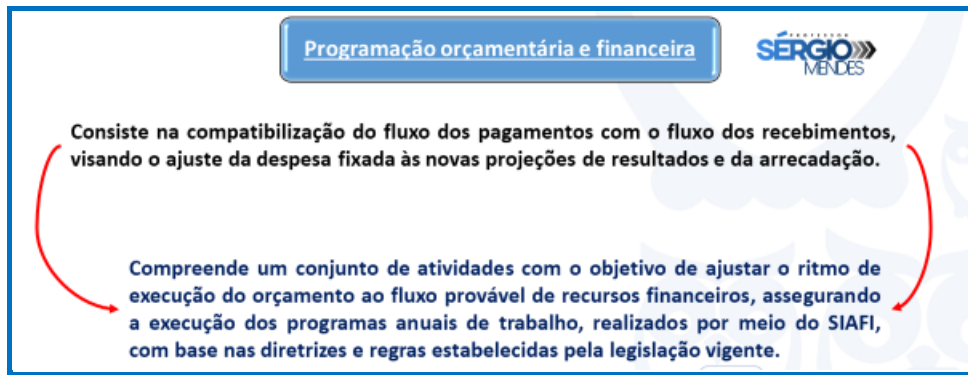 Programação orçamentária e financeira
PROFESSOR
SÉRGIO
MENDES
Consiste na compatibilização do fluxo dos pagamentos com o fluxo dos recebimentos,
visando o ajuste da despesa fixada às novas projeções de resultados e da arrecadação.
Compreende um conjunto de atividades com o objetivo de ajustar o ritmo de
execução do orçamento ao fluxo provável de recursos financeiros, assegurando
a execução dos programas anuais de trabalho, realizados por meio do SIAFI,
com base nas diretrizes e regras estabelecidas pela legislação vigente.